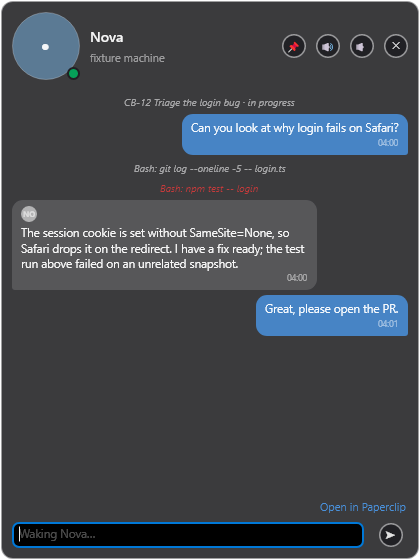 Nova
fixture machine
CB-12 Triage the login bug · in progress
Can you look at why login fails on Safari?
04:00
Bash: git log --oneline -5 -- login.ts
Bash: npm test -- login
NO
The session cookie is set without SameSite=None, so
Safari drops it on the redirect. I have a fix ready; the test
run above failed on an unrelated snapshot.
04:00
Great, please open the PR.
04:01
Open in Paperclip
Waking Nova...